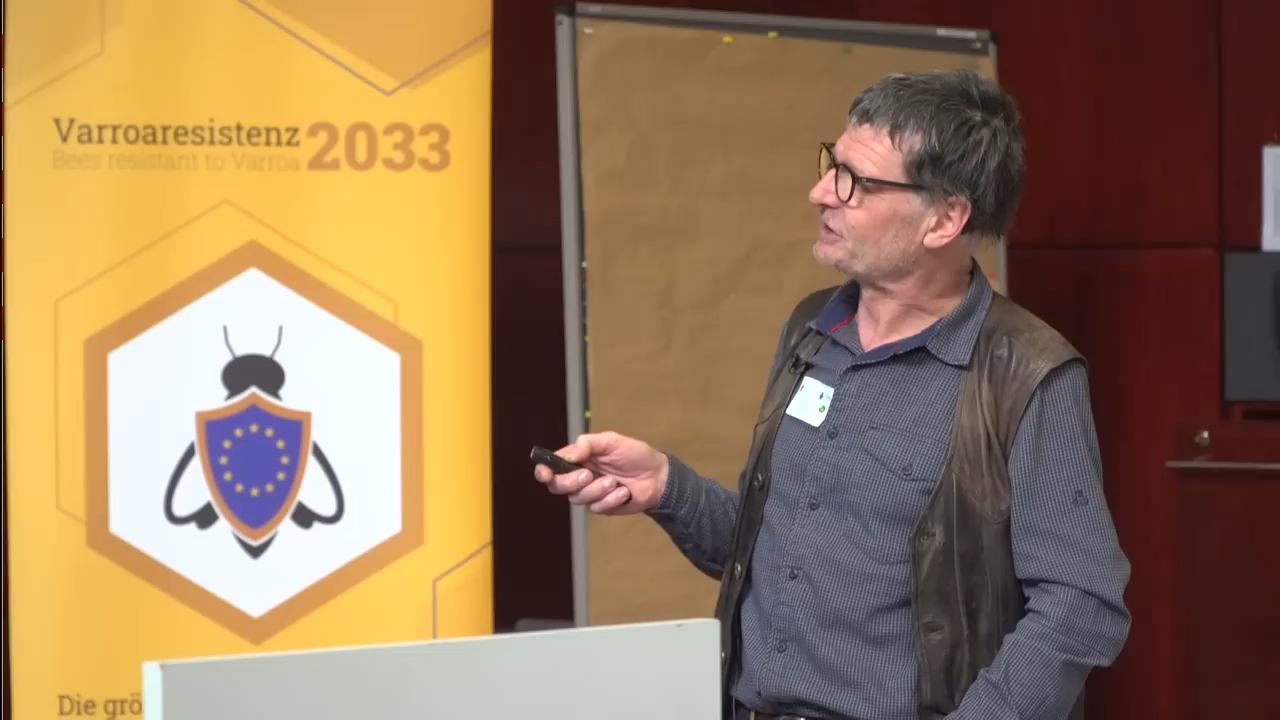 Varroaresistenz 2033
Bees resistant to Varroa
Die grö